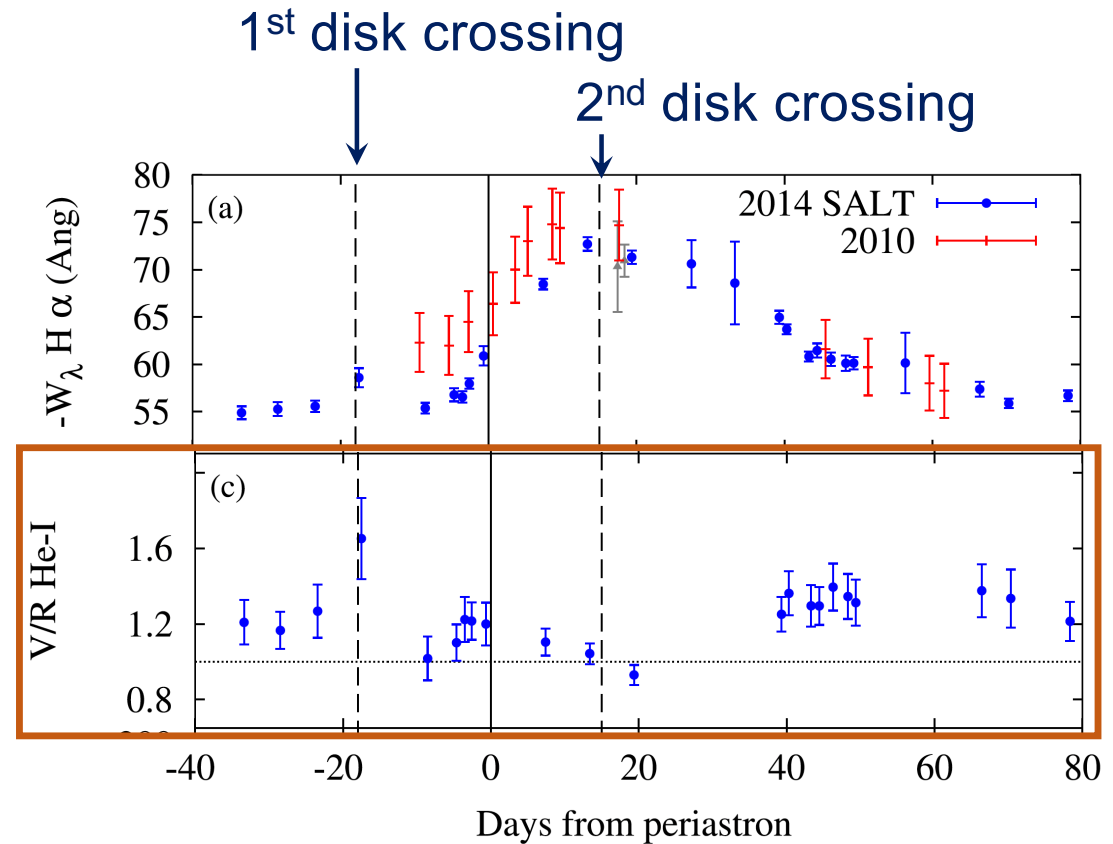 1st disk crossing
2nd disk crossing
80
75
70
65
60
55
-Wλ H α (Ang)
(a)
2014 SALT
2010
(c)
1.6
1.2
0.8
V/R He-I
-40 -20 0 20 40 60 80
Days from periastron